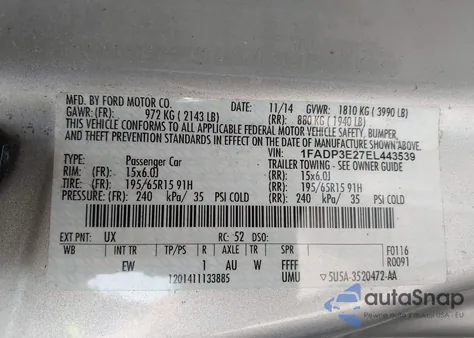 MFD. BY FORD MOTOR CO. DATE: 11/14 GVWR: 1810 KG ( 3990 LB)
GAWR: (FR): 972 KG ( 2143 LB) (RR): 880 KG ( 1940 LB)
THIS VEHICLE CONFORMS TO ALL APPLICABLE FEDERAL MOTOR VEHICLE SAFETY, BUMPER,
AND THEFT PREVENTION STANDARDS IN EFFECT ON THE DATE OF MANUFACTURE SHOWN ABOVE.
VIN: 1FADP3E27EL443539
TYPE: Passenger Car TRAILER TOWING - SEE OWNER GUIDE
RIM: (FR) 15x6.0J (RR): 15x6.0J
TIRE: (FR) 195/65R15 91H (RR): 195/65R15 91H
PRESSURE: (FR) 240 kPa/ 35 PSI COLD (RR): 240 kPa/ 35 PSI COLD
EXT PNT: UX RC: 52 DSO:
WB INT TR TP/PS R AXLE TR SPR F0116
EW 1 AU W FFFF R0091
1201411133885 UMU 5U5A-3520472-AA
autoSnap